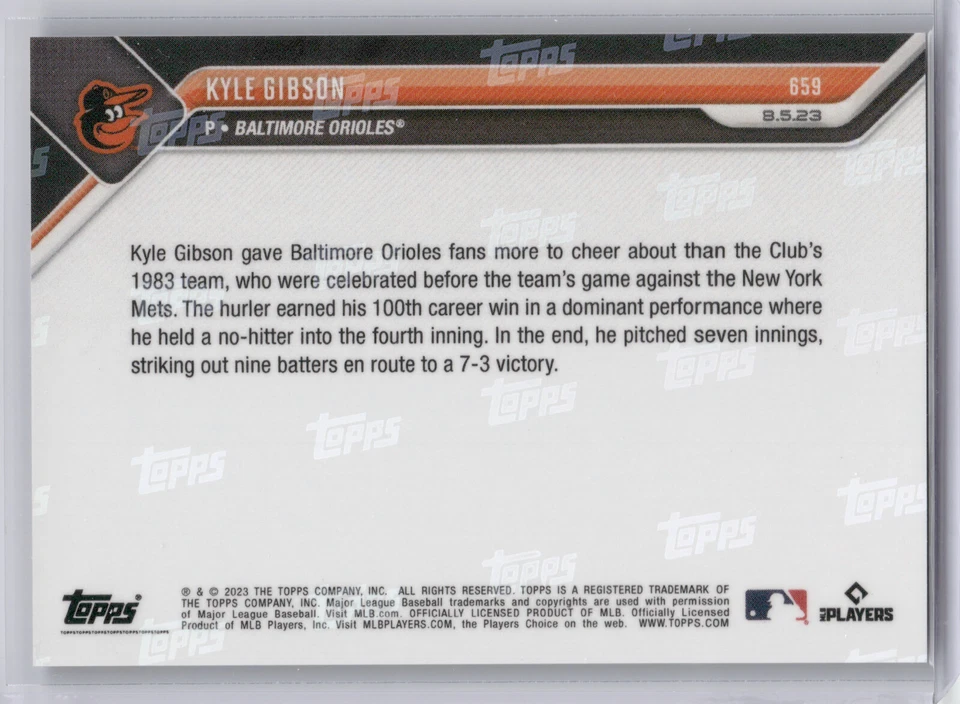 KYLE GIBSON 659
P • BALTIMORE ORIOLES® 8.5.23
Kyle Gibson gave Baltimore Orioles fans more to cheer about than the Club's
1983 team, who were celebrated before the team's game against the New York
Mets. The hurler earned his 100th career win in a dominant performance where
he held a no-hitter into the fourth inning. In the end, he pitched seven innings,
striking out nine batters en route to a 7-3 victory.
Topps®
TOPPSTOPPSTOPPSTOPPSTOPPSTOPPS
® & © 2023 THE TOPPS COMPANY, INC. ALL RIGHTS RESERVED. TOPPS IS A REGISTERED TRADEMARK OF
THE TOPPS COMPANY, INC. Major League Baseball trademarks and copyrights are used with permission
of Major League Baseball. Visit MLB.com. OFFICIALLY LICENSED PRODUCT OF MLB. Officially Licensed
Product of MLB Players, Inc. Visit MLBPLAYERS.COM, the Players Choice on the web. WWW.TOPPS.COM
MLB PLAYERS